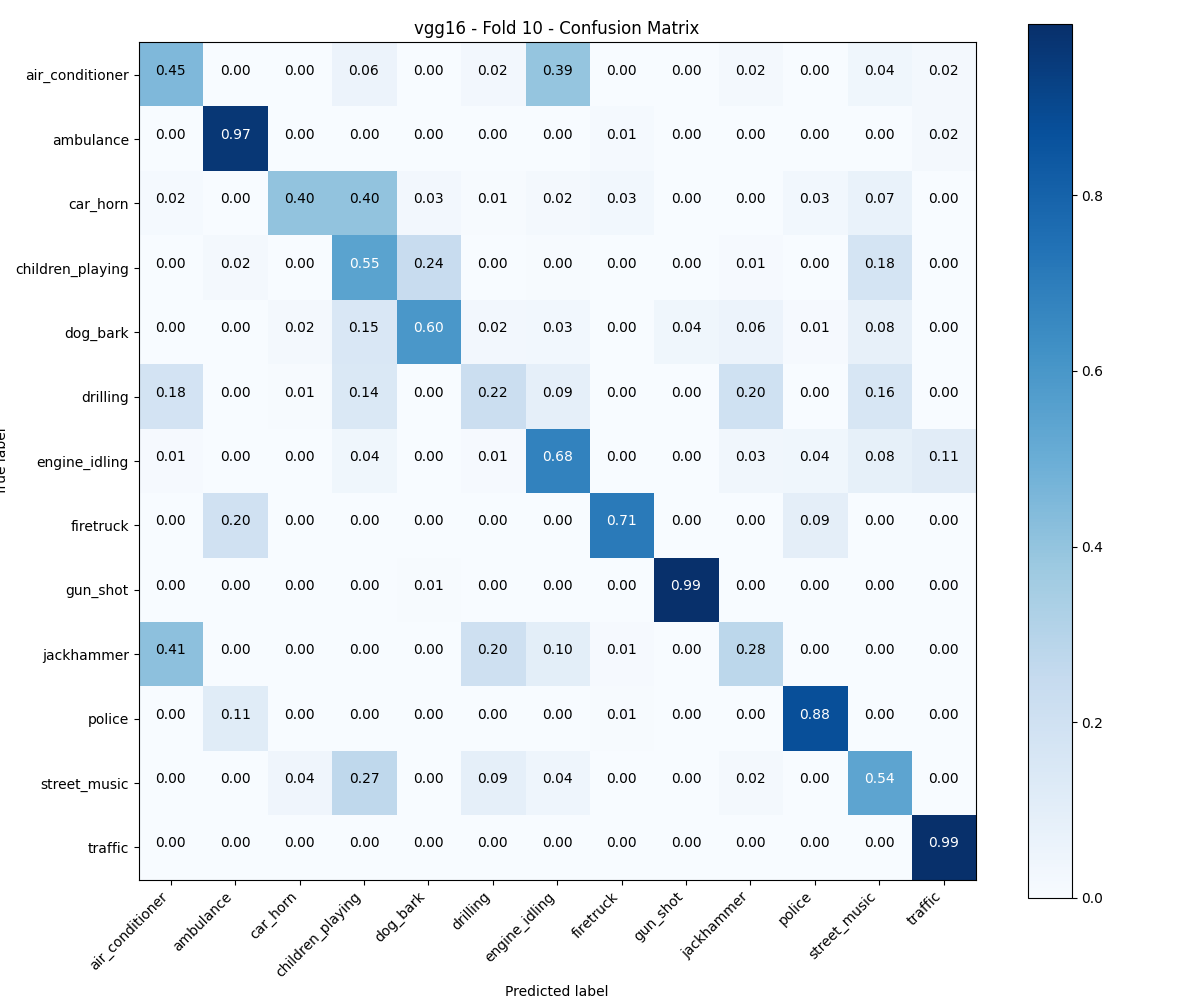 vgg16 - Fold 10 - Confusion Matrix
air_conditioner 0.45 0.00 0.00 0.06 0.00 0.02 0.39 0.00 0.00 0.02 0.00 0.04 0.02
ambulance 0.00 0.97 0.00 0.00 0.00 0.00 0.00 0.01 0.00 0.00 0.00 0.00 0.02
car_horn 0.02 0.00 0.40 0.40 0.03 0.01 0.02 0.03 0.00 0.00 0.03 0.07 0.00
0.8
children_playing 0.00 0.02 0.00 0.55 0.24 0.00 0.00 0.00 0.00 0.01 0.00 0.18 0.00
dog_bark 0.00 0.00 0.02 0.15 0.60 0.02 0.03 0.00 0.04 0.06 0.01 0.08 0.00
0.6
drilling 0.18 0.00 0.01 0.14 0.00 0.22 0.09 0.00 0.00 0.20 0.00 0.16 0.00
True label
engine_idling 0.01 0.00 0.00 0.04 0.00 0.01 0.68 0.00 0.00 0.03 0.04 0.08 0.11
firetruck 0.00 0.20 0.00 0.00 0.00 0.00 0.00 0.71 0.00 0.00 0.09 0.00 0.00
0.4
gun_shot 0.00 0.00 0.00 0.00 0.01 0.00 0.00 0.00 0.99 0.00 0.00 0.00 0.00
jackhammer 0.41 0.00 0.00 0.00 0.00 0.20 0.10 0.01 0.00 0.28 0.00 0.00 0.00
police 0.00 0.11 0.00 0.00 0.00 0.00 0.00 0.01 0.00 0.00 0.88 0.00 0.00
0.2
street_music 0.00 0.00 0.04 0.27 0.00 0.09 0.04 0.00 0.00 0.02 0.00 0.54 0.00
traffic 0.00 0.00 0.00 0.00 0.00 0.00 0.00 0.00 0.00 0.00 0.00 0.00 0.99
0.0
air_conditioner ambulance car_horn children_playing dog_bark drilling engine_idling firetruck gun_shot jackhammer police street_music traffic
Predicted label